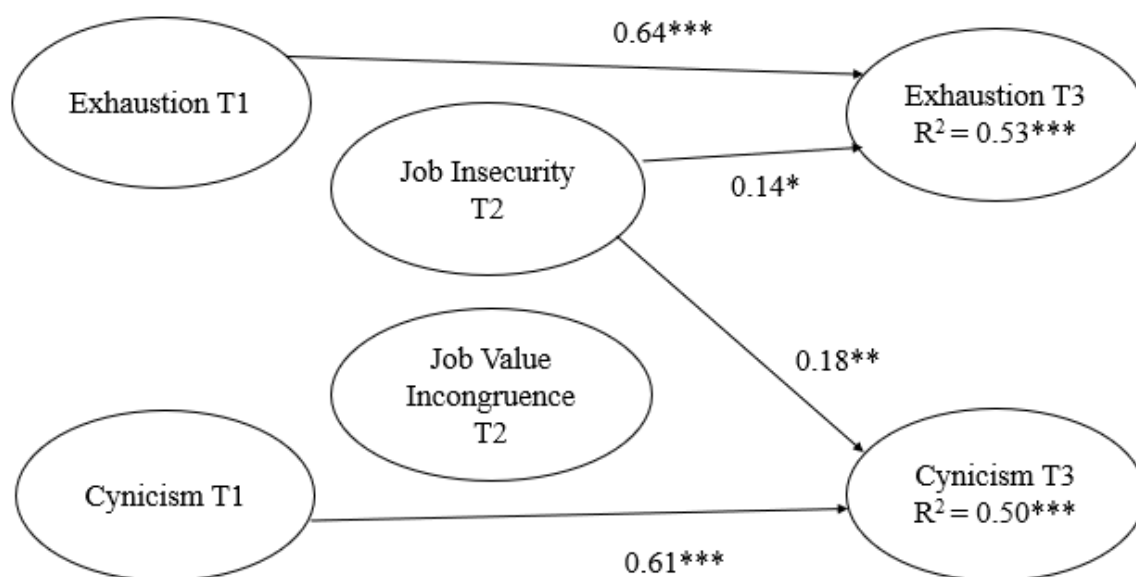 0.64***
Exhaustion T1
Exhaustion T3
R² = 0.53***
Job Insecurity
T2
0.14*
Job Value
Incongruence
T2
0.18**
Cynicism T1
Cynicism T3
R² = 0.50***
0.61***